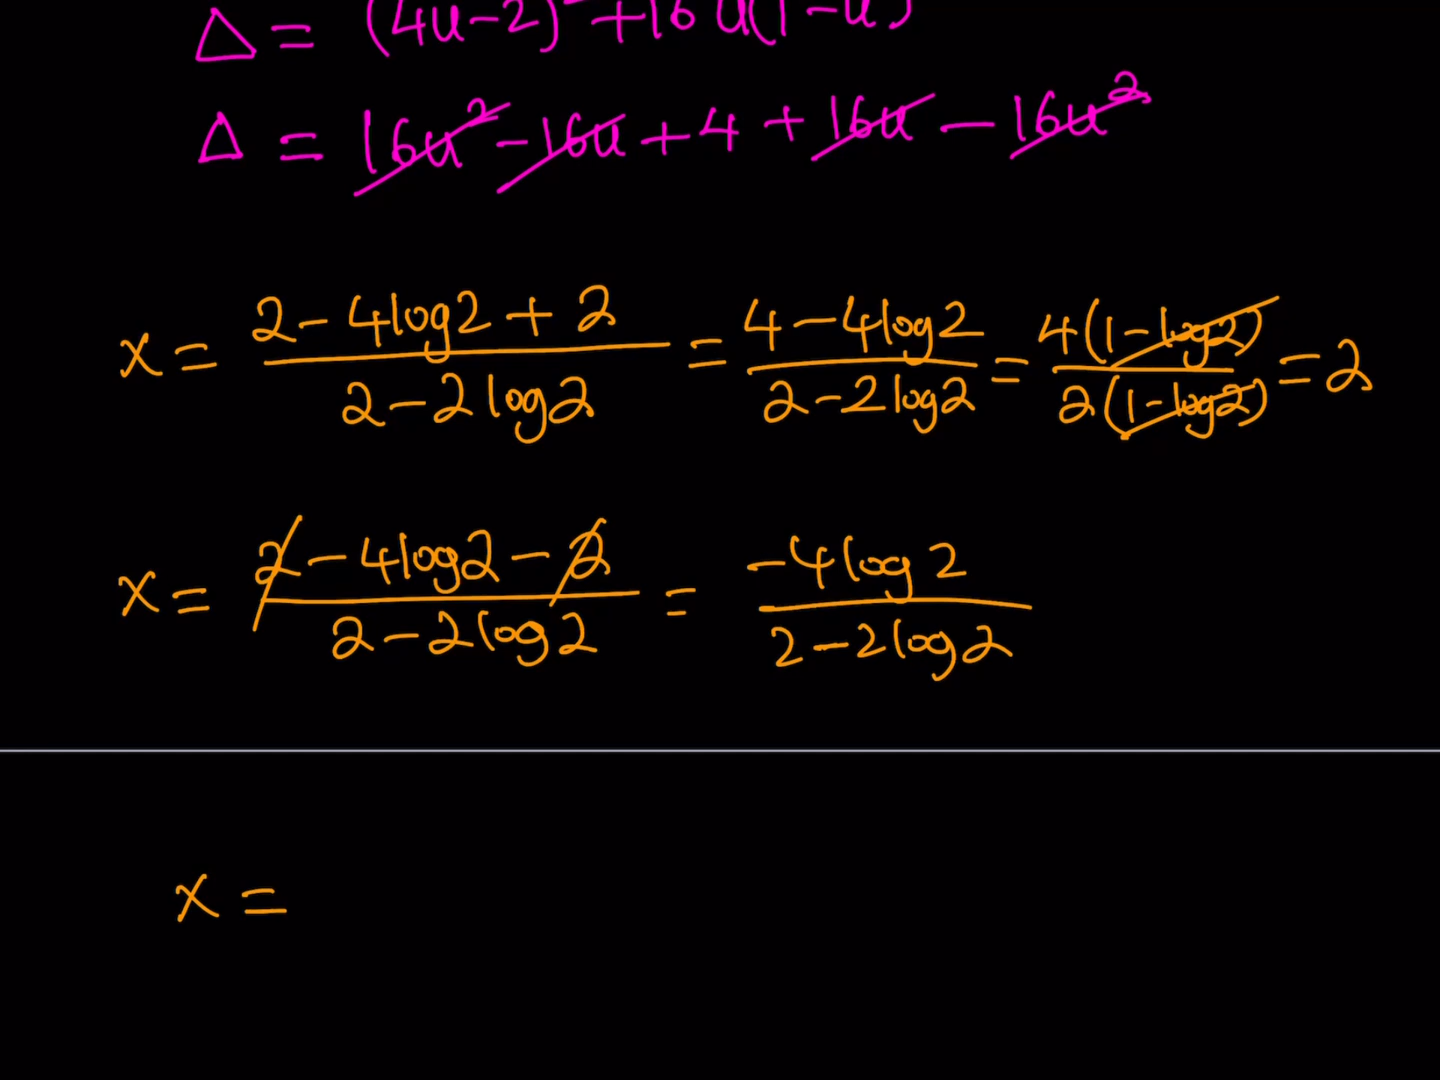 Δ = (4u-2)² + 16u(1-u)
Δ = 16u² - 16u + 4 + 16u - 16u²
x = (2 - 4log2 + 2)/(2 - 2log2) = (4 - 4log2)/(2 - 2log2) = 4(1 - log2)/2(1 - log2) = 2
x = (2 - 4log2 - 2)/(2 - 2log2) = (-4log2)/(2 - 2log2)
x =